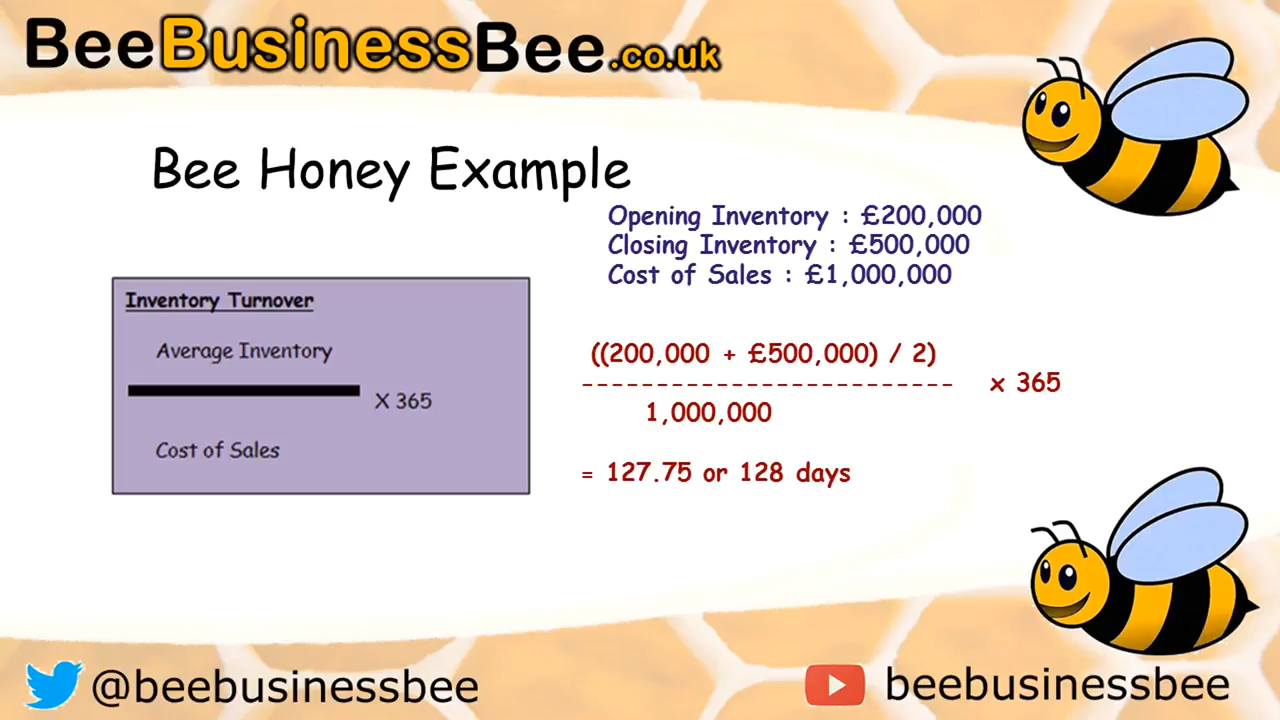 BeeBusinessBee.co.uk
Bee Honey Example
Opening Inventory : £200,000
Closing Inventory : £500,000
Cost of Sales : £1,000,000
Inventory Turnover
Average Inventory
X 365
Cost of Sales
((200,000 + £500,000) / 2)
------------------------- x 365
1,000,000
= 127.75 or 128 days
@beebusinessbee
beebusinessbee